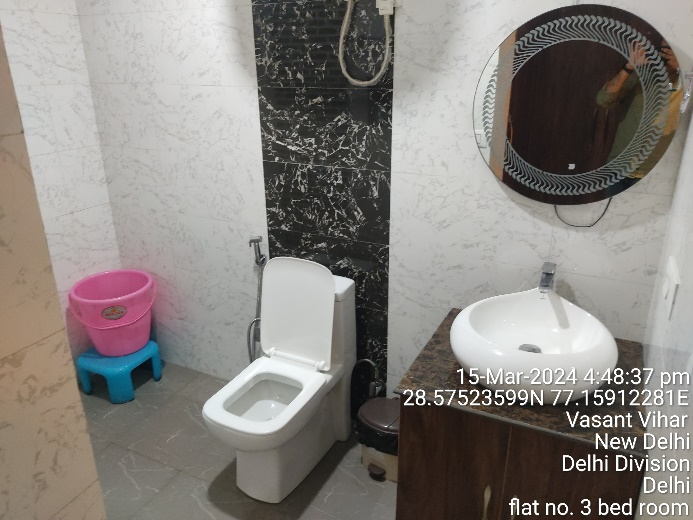 15-Mar-2024 4:48:37 pm
28.57523599N 77.15912281E
Vasant Vihar
New Delhi
Delhi Division
Delhi
flat no. 3 bed room